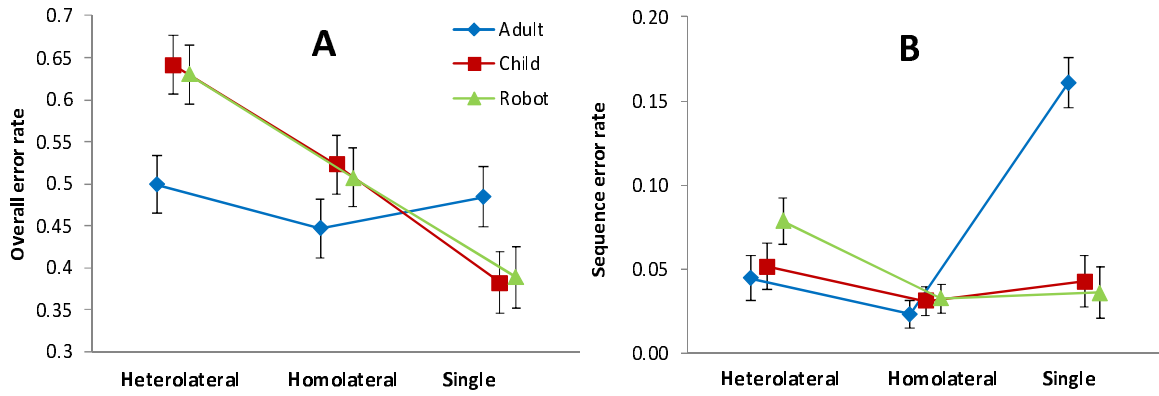 A
Adult
Child
Robot
Overall error rate
0.7
0.65
0.6
0.55
0.5
0.45
0.4
0.35
0.3
Heterolateral Homolateral Single
B
Sequence error rate
0.20
0.15
0.10
0.05
0.00
Heterolateral Homolateral Single